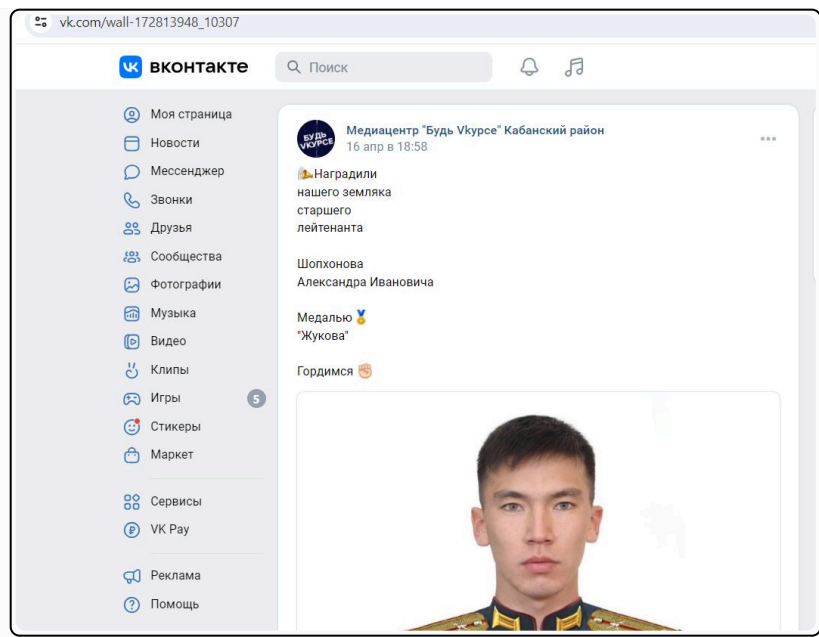 vk.com/wall-172813948_10307
вконтакте
Поиск
Моя страница
Новости
Мессенджер
Звонки
Друзья
Сообщества
Фотографии
Музыка
Видео
Клипы
Игры 5
Стикеры
Маркет
Сервисы
VK Pay
Реклама
Помощь
БУДЬ VКУРСЕ
Медиацентр "Будь Vкурсе" Кабанский район
16 апр в 18:58
Наградили
нашего земляка
старшего
лейтенанта
Шопхонова
Александра Ивановича
Медалью🏅
"Жукова"
Гордимся ✊🏻